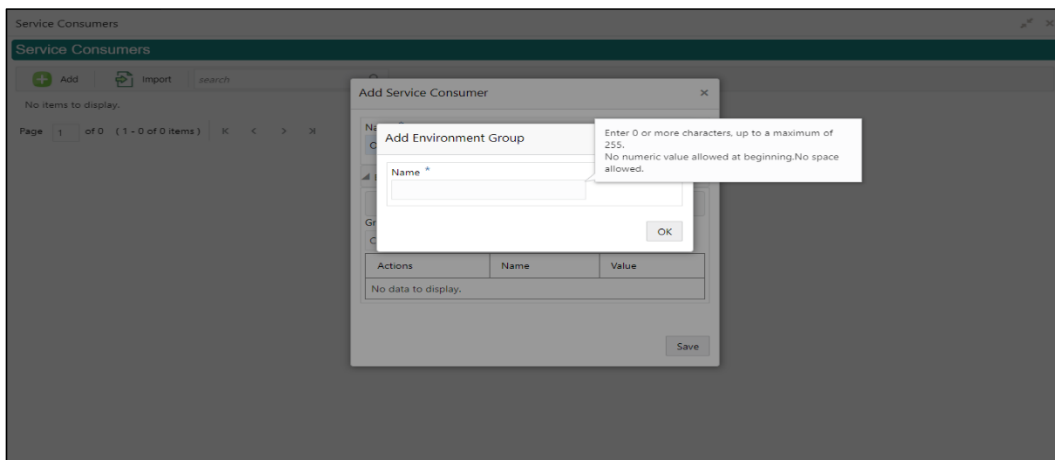 Service Consumers
Service Consumers
Add Import search
No items to display.
Page 1 of 0 (1 - 0 of 0 items) K < > >|
Add Service Consumer ×
Add Environment Group
Name *
Enter 0 or more characters, up to a maximum of
255.
No numeric value allowed at beginning.No space
allowed.
OK
Actions Name Value
No data to display.
Save